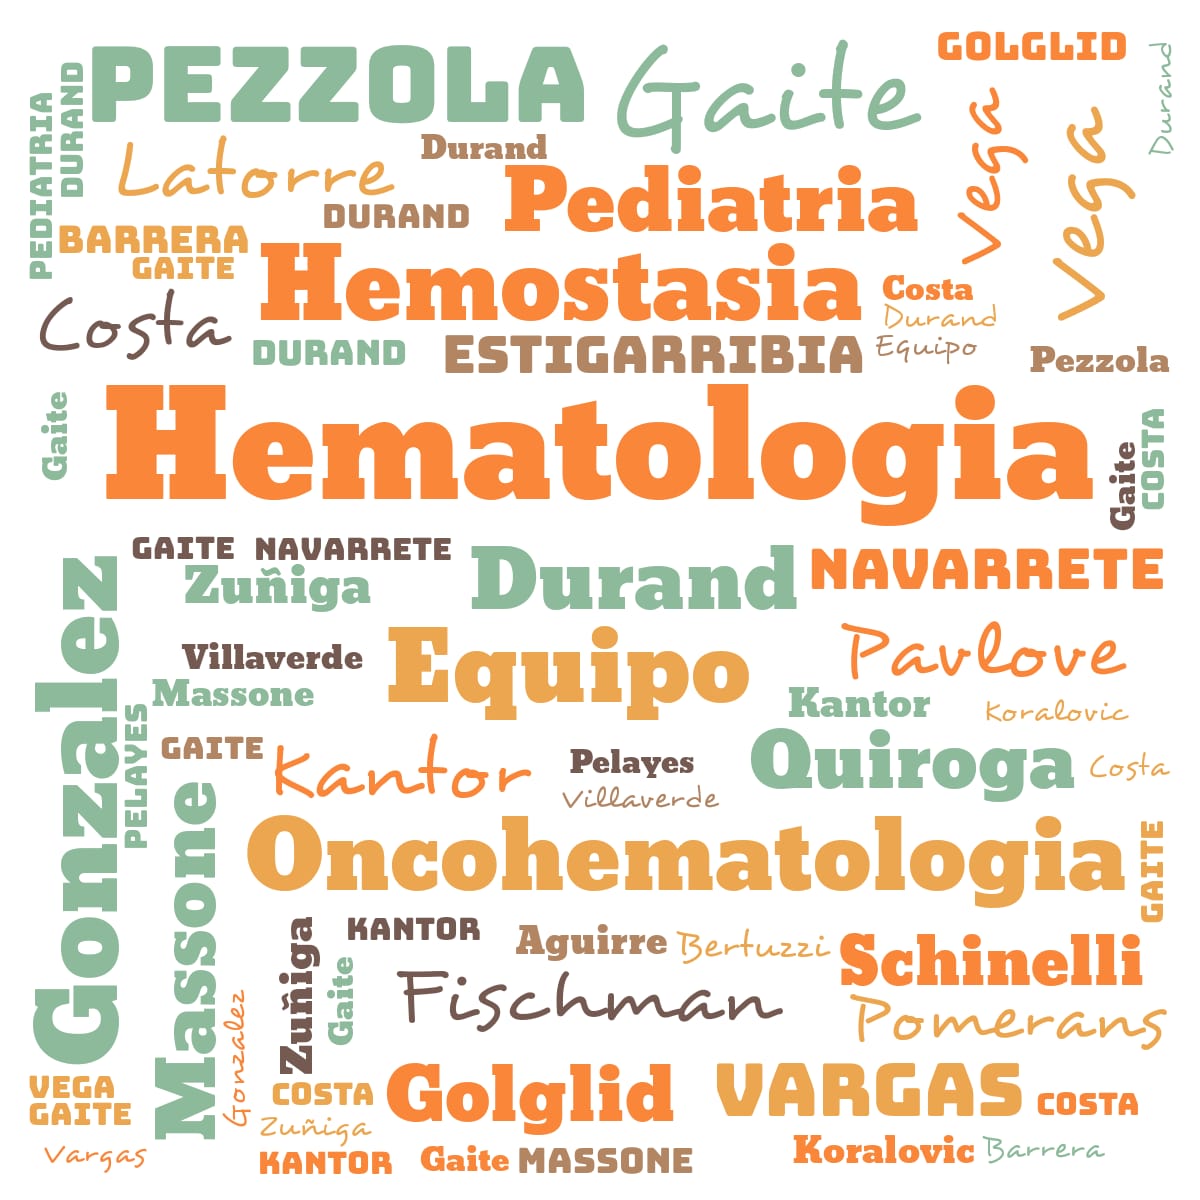 GOLGLID
PEZZOLA
Gaite
Durand
DURAND
PEDIATRIA
Vega
Vega
Latorre
Durand
Pediatria
DURAND
BARRERA
GAITE
Hemostasia
Costa
Durand
Costa
DURAND
ESTIGARRIBIA
Equipo
Pezzola
Hematologia
Gaite
Gaite
COSTA
GAITE
NAVARRETE
Zuñiga
Durand
NAVARRETE
Gonzalez
Villaverde
Equipo
Pavlove
Massone
Kantor
Koralovic
PELAYES
GAITE
Kantor
Pelayes
Villaverde
Quiroga
Costa
Massone
Oncohematologia
GAITE
Zuñiga
KANTOR
Aguirre
Bertuzzi
Schinelli
Gaite
Fischman
Pomerans
Gonzalez
VEGA
GAITE
COSTA
Golglid
VARGAS
COSTA
Zuñiga
Vargas
KANTOR
Gaite
MASSONE
Koralovic
Barrera